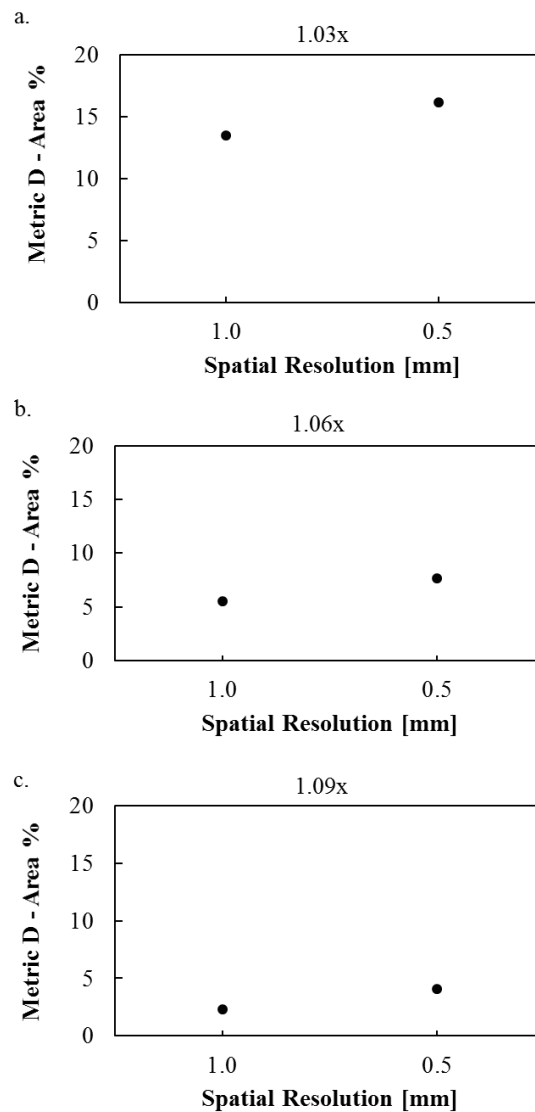 a.
1.03x
Metric D - Area %
20
15
10
5
0
1.0 0.5
Spatial Resolution [mm]
b.
1.06x
Metric D - Area %
20
15
10
5
0
1.0 0.5
Spatial Resolution [mm]
c.
1.09x
Metric D - Area %
20
15
10
5
0
1.0 0.5
Spatial Resolution [mm]